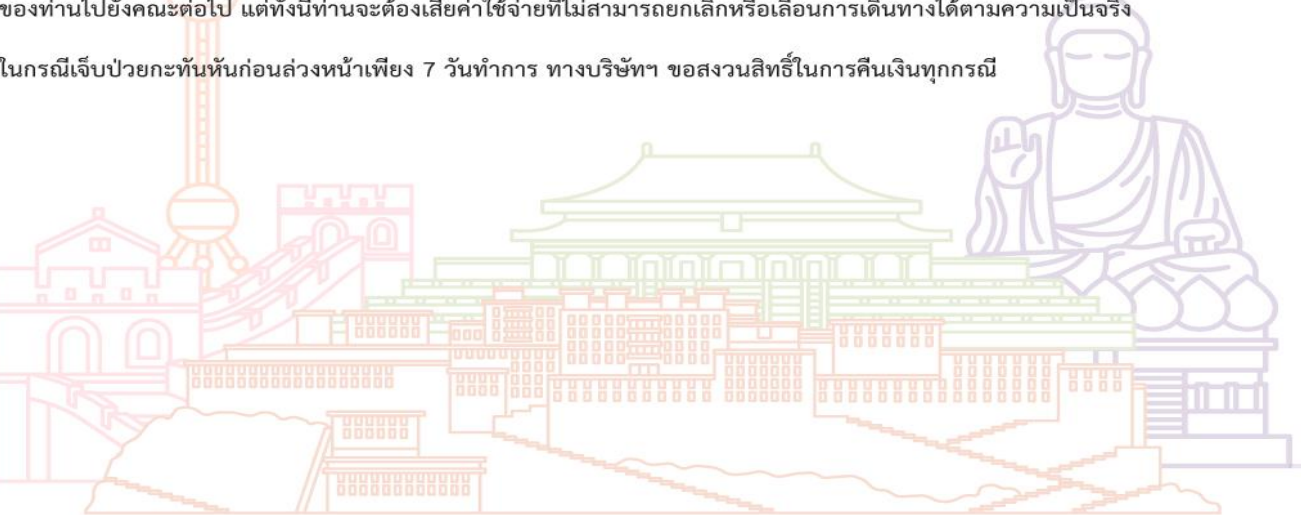 ของท่านไปยังคณะต่อไป แต่ทั้งนี้ท่านจะต้องเสียค่าใช้จ่ายที่ไม่สามารถยกเลิกหรือเลื่อนการเดินทางได้ตามความเป็นจริง
ในกรณีเจ็บป่วยกะทันหันก่อนล่วงหน้าเพียง 7 วันทำการ ทางบริษัทฯ ขอสงวนสิทธิ์ในการคืนเงินทุกกรณี